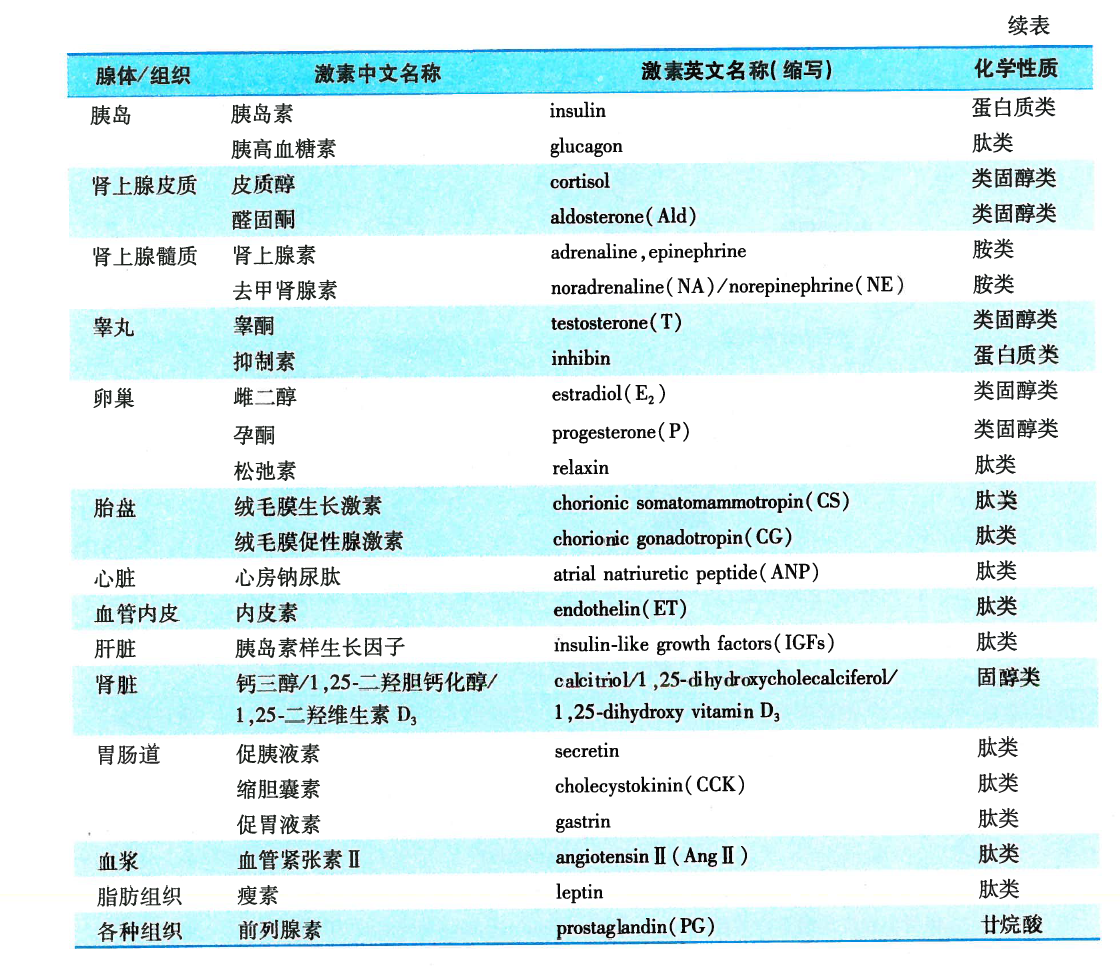 续表
腺体/组织 激素中文名称 激素英文名称(缩写) 化学性质
胰岛 胰岛素 insulin 蛋白质类
胰高血糖素 glucagon 肽类
肾上腺皮质 皮质醇 cortisol 类固醇类
醛固酮 aldosterone(Ald) 类固醇类
肾上腺髓质 肾上腺素 adrenaline,epinephrine 胺类
去甲肾腺素 noradrenaline(NA)/norepinephrine(NE) 胺类
睾丸 睾酮 testosterone(T) 类固醇类
抑制素 inhibin 蛋白质类
卵巢 雌二醇 estradiol(E₂) 类固醇类
孕酮 progesterone(P) 类固醇类
松弛素 relaxin 肽类
胎盘 绒毛膜生长激素 chorionic somatomammotropin(CS) 肽类
绒毛膜促性腺激素 chorionic gonadotropin(CG) 肽类
心脏 心房钠尿肽 atrial natriuretic peptide(ANP) 肽类
血管内皮 内皮素 endothelin(ET) 肽类
肝脏 胰岛素样生长因子 insulin-like growth factors(IGFs) 肽类
肾脏 钙三醇/1,25-二羟胆钙化醇/ calcitriol/1,25-dihydroxycholecalciferol/ 固醇类
1,25-二羟维生素 D₃ 1,25-dihydroxy vitamin D₃
胃肠道 促胰液素 secretin 肽类
缩胆囊素 cholecystokinin(CCK) 肽类
促胃液素 gastrin 肽类
血浆 血管紧张素Ⅱ angiotensinⅡ(AngⅡ) 肽类
脂肪组织 瘦素 leptin 肽类
各种组织 前列腺素 prostaglandin(PG) 廿烷酸